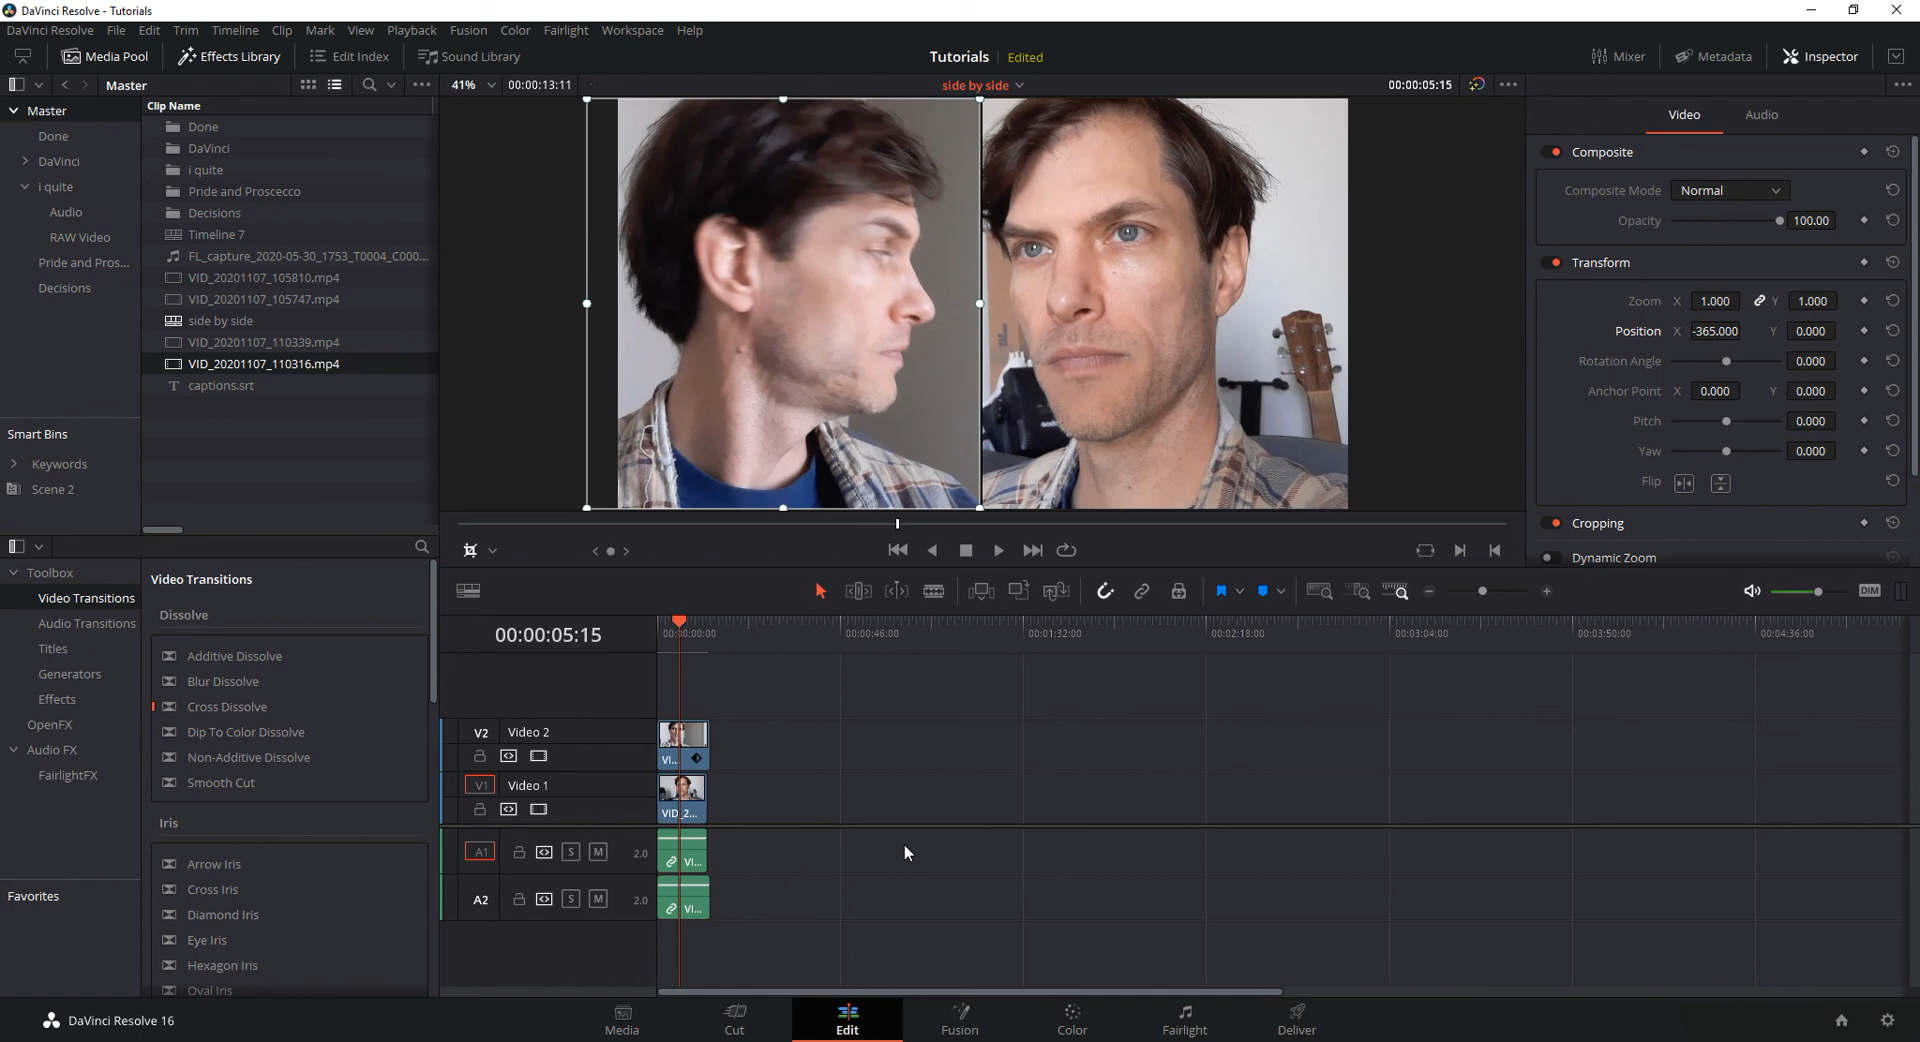 DaVinci Resolve - Tutorials
DaVinci Resolve File Edit Trim Timeline Clip Mark View Playback Fusion Color Fairlight Workspace Help
Media Pool Effects Library Edit Index Sound Library Tutorials Edited Mixer Metadata Inspector
Master 41% 00:00:13:11 side by side 00:00:05:15
Master
Done
DaVinci
i quite
Audio
RAW Video
Pride and Pros...
Decisions
Smart Bins
Keywords
Scene 2
Clip Name
Done
DaVinci
i quite
Pride and Proscecco
Decisions
Timeline 7
FL_capture_2020-05-30_1753_T0004_C000...
VID_20201107_105810.mp4
VID_20201107_105747.mp4
side by side
VID_20201107_110339.mp4
VID_20201107_110316.mp4
captions.srt
Video Audio
Composite
Composite Mode Normal
Opacity 100.00
Transform
Zoom X 1.000 Y 1.000
Position X -365.000 Y 0.000
Rotation Angle 0.000
Anchor Point X 0.000 Y 0.000
Pitch 0.000
Yaw 0.000
Flip
Cropping
Dynamic Zoom
Toolbox
Video Transitions
Audio Transitions
Titles
Generators
Effects
OpenFX
Audio FX
FairlightFX
Favorites
Video Transitions
Dissolve
Additive Dissolve
Blur Dissolve
Cross Dissolve
Dip To Color Dissolve
Non-Additive Dissolve
Smooth Cut
Iris
Arrow Iris
Cross Iris
Diamond Iris
Eye Iris
Hexagon Iris
Oval Iris
DIM
00:00:05:15 00:00:00:00 00:00:46:00 00:01:32:00 00:02:18:00 00:03:04:00 00:03:50:00 00:04:36:00
V2 Video 2
VI...
V1 Video 1
VID_2...
A1 S M 2.0
VI...
A2 S M 2.0
VI...
DaVinci Resolve 16
Media Cut Edit Fusion Color Fairlight Deliver